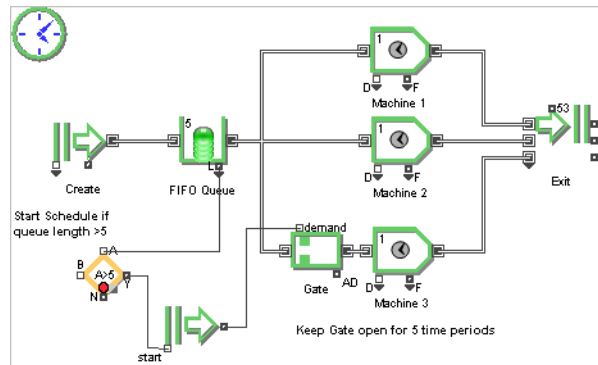 1
D
F
Machine 1
53
5
L
Create
FIFO Queue
1
D
F
Machine 2
Exit
Start Schedule if
queue length >5
A
B
A>5
Y
N
demand
1
Gate
AD
D
F
Machine 3
start
Keep Gate open for 5 time periods